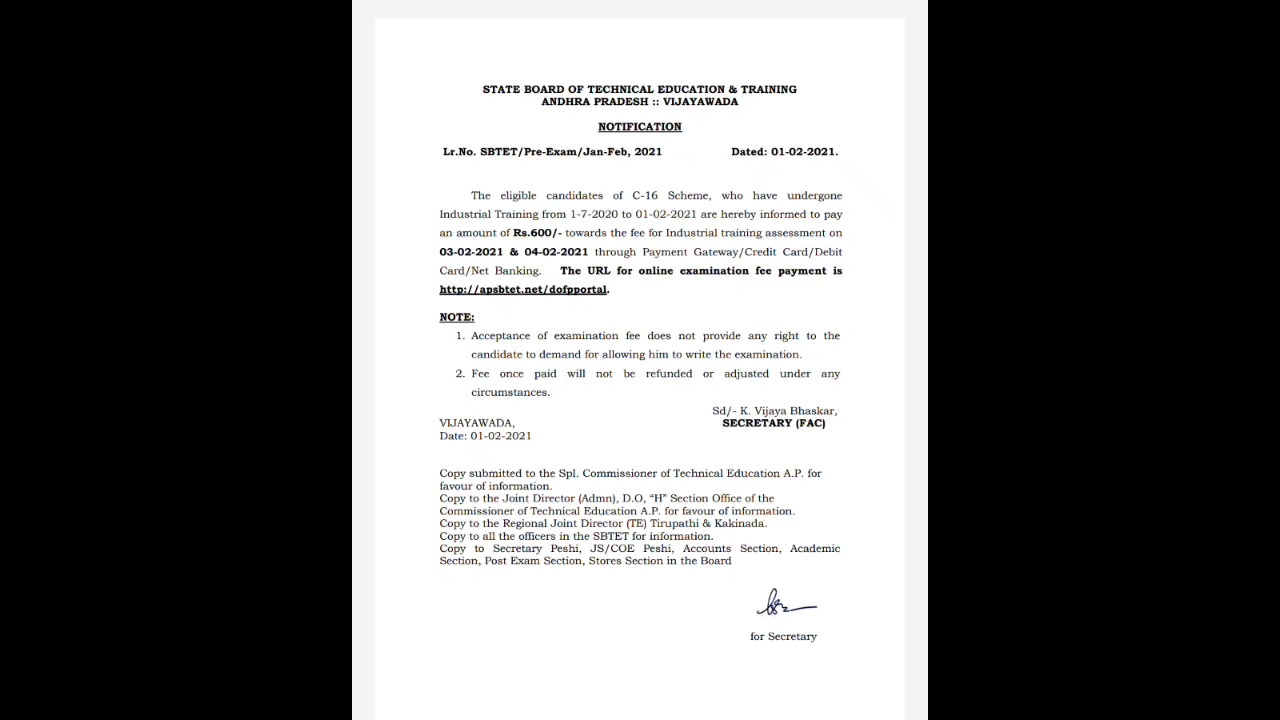 STATE BOARD OF TECHNICAL EDUCATION & TRAINING
ANDHRA PRADESH :: VIJAYAWADA
NOTIFICATION
Lr.No. SBTET/Pre-Exam/Jan-Feb, 2021 Dated: 01-02-2021.
The eligible candidates of C-16 Scheme, who have undergone
Industrial Training from 1-7-2020 to 01-02-2021 are hereby informed to pay
an amount of Rs.600/- towards the fee for Industrial training assessment on
03-02-2021 & 04-02-2021 through Payment Gateway/Credit Card/Debit
Card/Net Banking. The URL for online examination fee payment is
http://apsbtet.net/dofpportal.
NOTE:
1. Acceptance of examination fee does not provide any right to the
candidate to demand for allowing him to write the examination.
2. Fee once paid will not be refunded or adjusted under any
circumstances.
Sd/- K. Vijaya Bhaskar,
VIJAYAWADA, SECRETARY (FAC)
Date: 01-02-2021
Copy submitted to the Spl. Commissioner of Technical Education A.P. for
favour of information.
Copy to the Joint Director (Admn), D.O, “H” Section Office of the
Commissioner of Technical Education A.P. for favour of information.
Copy to the Regional Joint Director (TE) Tirupathi & Kakinada.
Copy to all the officers in the SBTET for information.
Copy to Secretary Peshi, JS/COE Peshi, Accounts Section, Academic
Section, Post Exam Section, Stores Section in the Board
for Secretary